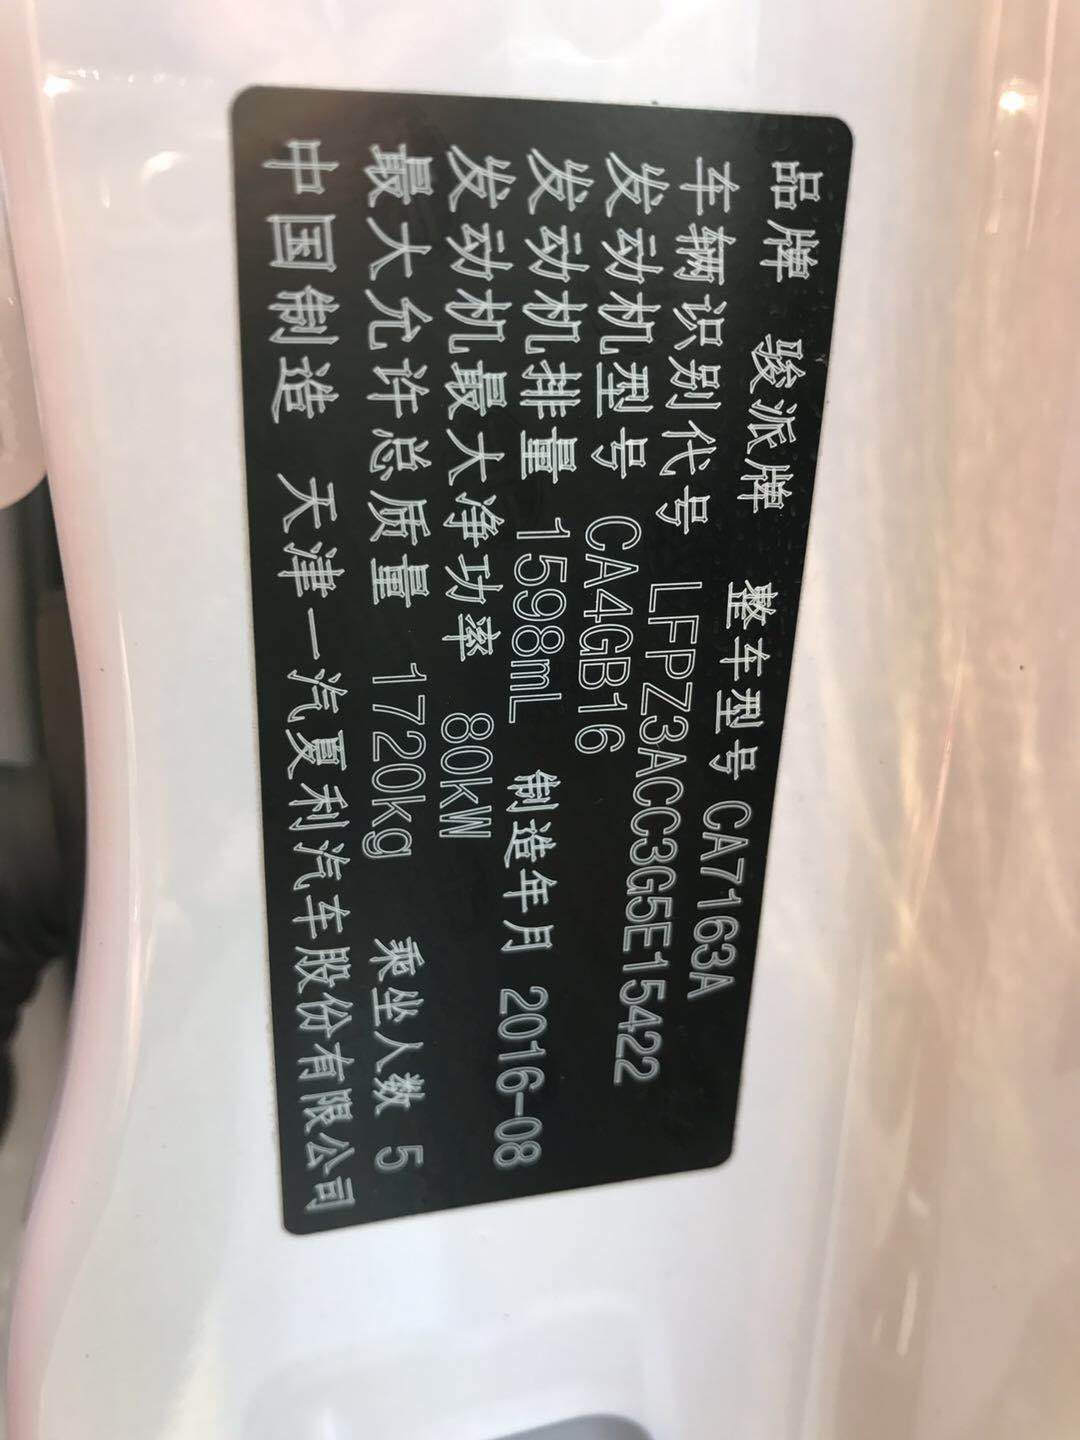 品牌 骏派牌 整车型号 CA7163A
车辆识别代号 LFPZ3ACC3G5E15422
发动机型号 CA4GB16
发动机排量 1598mL 制造年月 2016-08
发动机最大净功率 80kW
最大允许总质量 1720kg 乘坐人数 5
中国制造 天津一汽夏利汽车股份有限公司